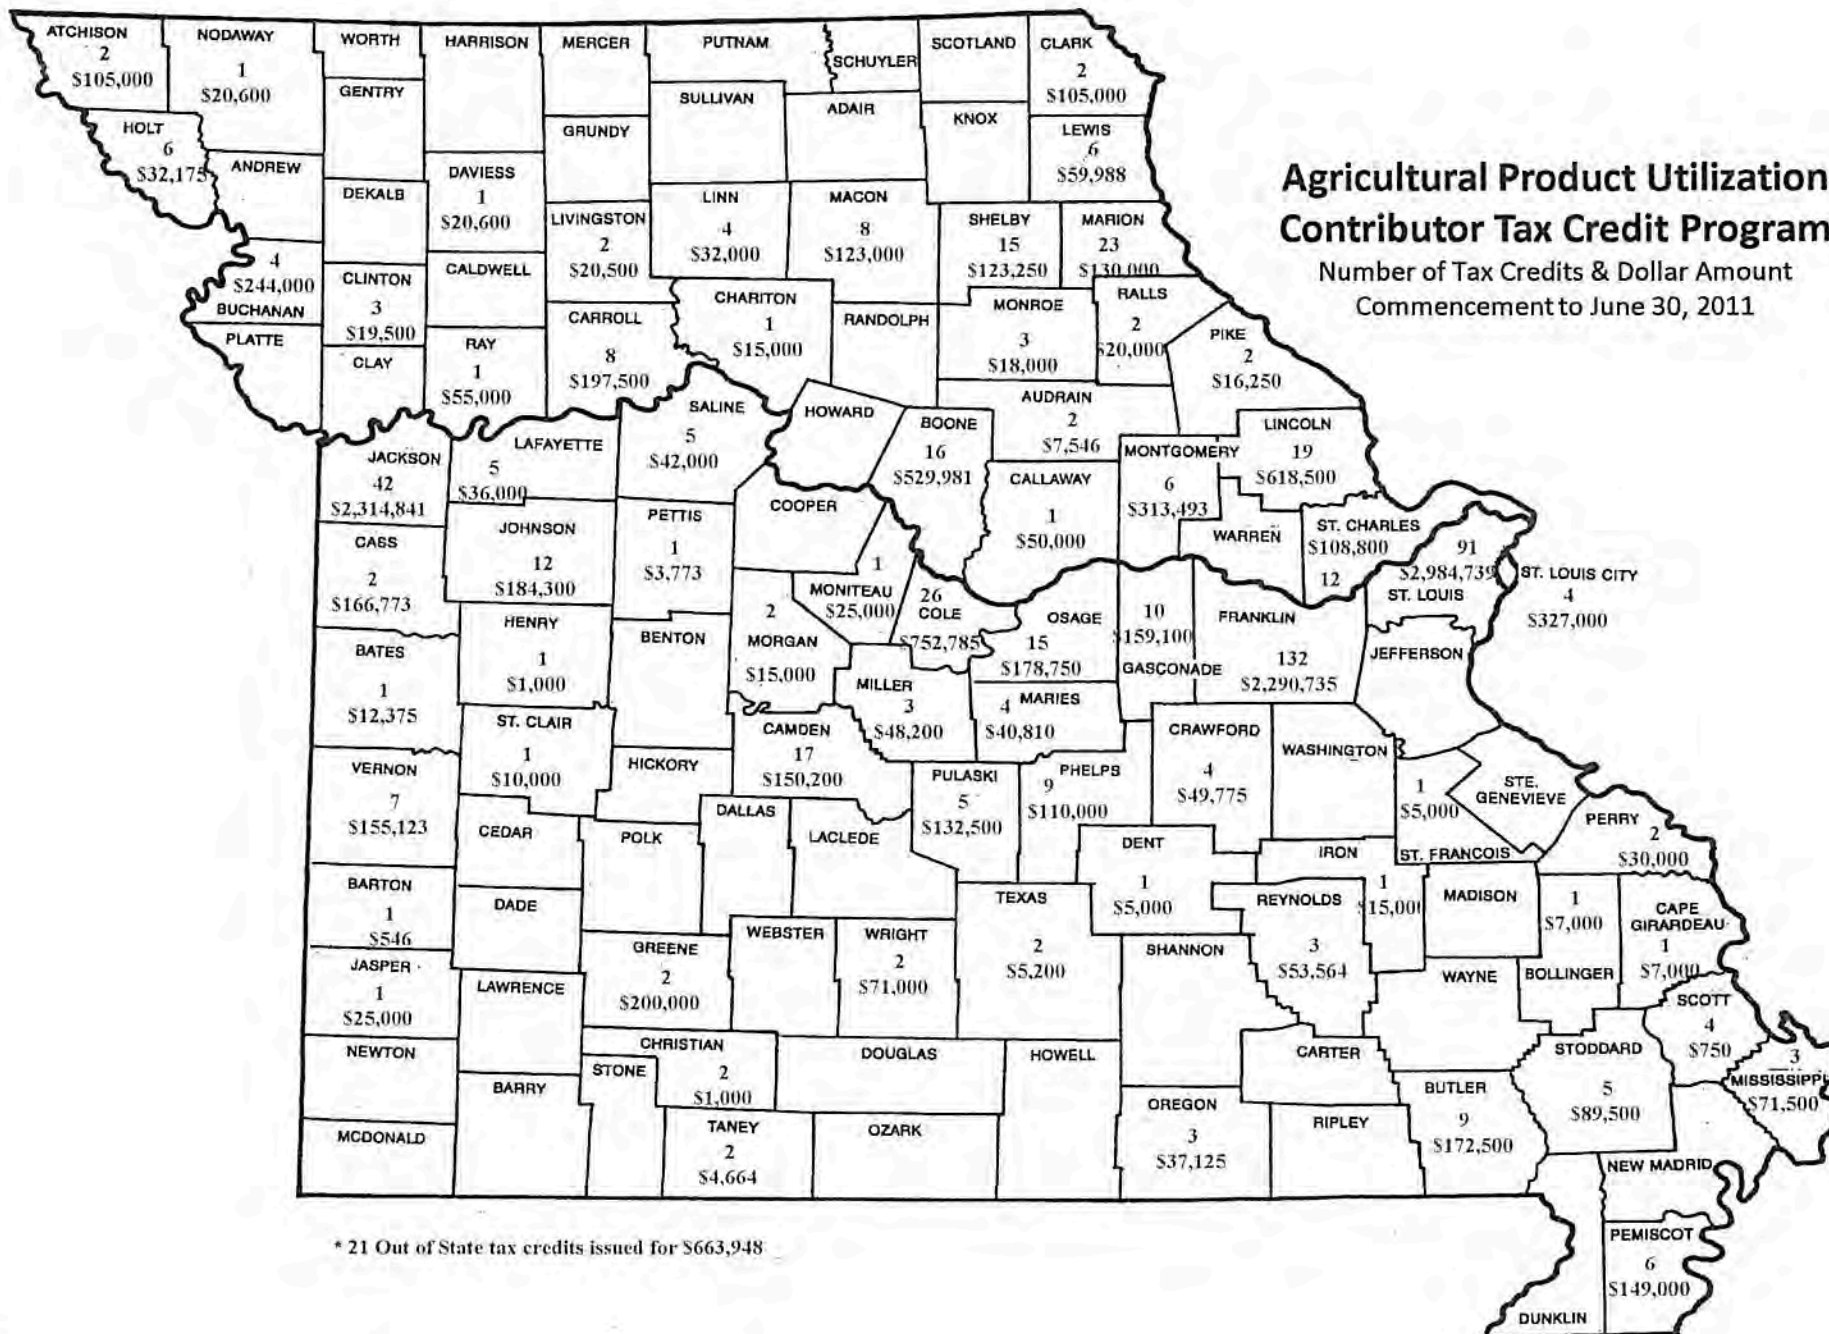 Agricultural Product Utilization
Contributor Tax Credit Program
Number of Tax Credits & Dollar Amount
Commencement to June 30, 2011
ATCHISON
2
$105,000
NODAWAY
1
$20,600
WORTH
HARRISON
MERCER
PUTNAM
SCHUYLER
SCOTLAND
CLARK
2
$105,000
GENTRY
SULLIVAN
ADAIR
KNOX
HOLT
6
$32,175
ANDREW
DEKALB
DAVIESS
1
$20,600
GRUNDY
LEWIS
6
$59,988
LIVINGSTON
2
$20,500
LINN
4
$32,000
MACON
8
$123,000
SHELBY
15
$123,250
MARION
23
$130,000
4
$244,000
BUCHANAN
CLINTON
3
$19,500
CALDWELL
CARROLL
8
$197,500
CHARITON
1
$15,000
RANDOLPH
MONROE
3
$18,000
RALLS
2
$20,000
PIKE
2
$16,250
PLATTE
CLAY
RAY
1
$55,000
SALINE
5
$42,000
HOWARD
BOONE
16
$529,981
AUDRAIN
2
$7,546
MONTGOMERY
6
$313,493
LINCOLN
19
$618,500
JACKSON
42
$2,314,841
LAFAYETTE
5
$36,000
COOPER
CALLAWAY
1
$50,000
WARREN
ST. CHARLES
$108,800
12
91
$2,984,739
ST. LOUIS
ST. LOUIS CITY
4
$327,000
CASS
2
$166,773
JOHNSON
12
$184,300
PETTIS
1
$3,773
1
MONITEAU
$25,000
26
COLE
$752,785
OSAGE
15
$178,750
10
$159,100
GASCONADE
FRANKLIN
132
$2,290,735
JEFFERSON
BATES
1
$12,375
HENRY
1
$1,000
BENTON
2
MORGAN
$15,000
MILLER
3
$48,200
MARIES
4
$40,810
VERNON
7
$155,123
ST. CLAIR
1
$10,000
HICKORY
CAMDEN
17
$150,200
PULASKI
5
$132,500
PHELPS
9
$110,000
CRAWFORD
4
$49,775
WASHINGTON
1
$5,000
ST. FRANCOIS
STE.
GENEVIEVE
PERRY
2
$30,000
CEDAR
POLK
DALLAS
LACLEDE
DENT
1
$5,000
IRON
1
BARTON
1
$546
DADE
TEXAS
2
$5,200
REYNOLDS
3
$53,564
MADISON
1
$7,000
BOLLINGER
CAPE
GIRARDEAU
1
$7,000
JASPER
1
$25,000
LAWRENCE
GREENE
2
$200,000
WEBSTER
WRIGHT
2
$71,000
SHANNON
WAYNE
SCOTT
4
$750
NEWTON
BARRY
STONE
CHRISTIAN
2
$1,000
DOUGLAS
HOWELL
CARTER
STODDARD
5
$89,500
3
MISSISSIPPI
$71,500
MCDONALD
TANEY
2
$4,664
OZARK
OREGON
3
$37,125
RIPLEY
BUTLER
9
$172,500
NEW MADRID
PEMISCOT
6
$149,000
DUNKLIN
* 21 Out of State tax credits issued for $663,948